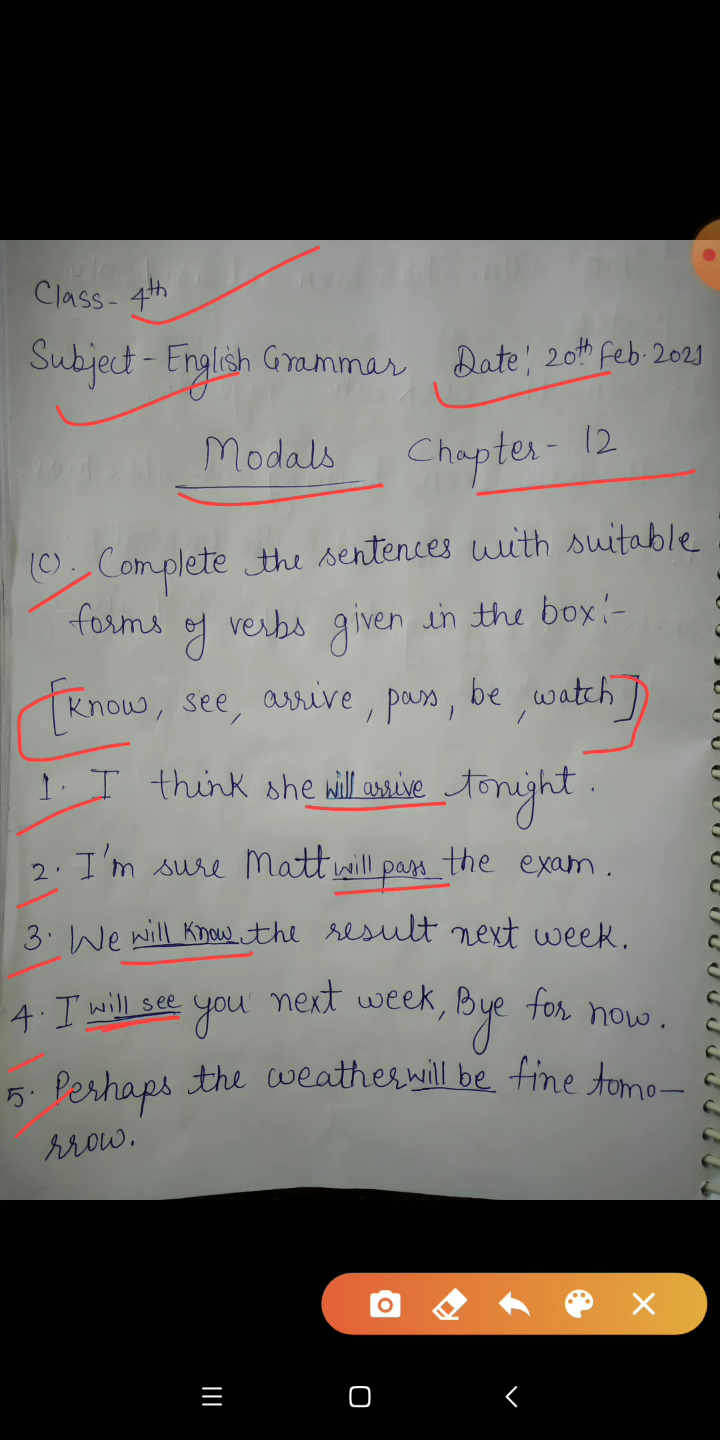 Class- 4th
Subject - English Grammar Date: 20th Feb. 2021
Modals Chapter - 12
(C). Complete the sentences with suitable
forms of verbs given in the box:-
[know, see, arrive, pass, be, watch]
1. I think she will arrive tonight.
2. I'm sure Matt will pass the exam.
3. We will know the result next week.
4. I will see you next week, Bye for now.
5. Perhaps the weather will be fine tomo-
rrow.